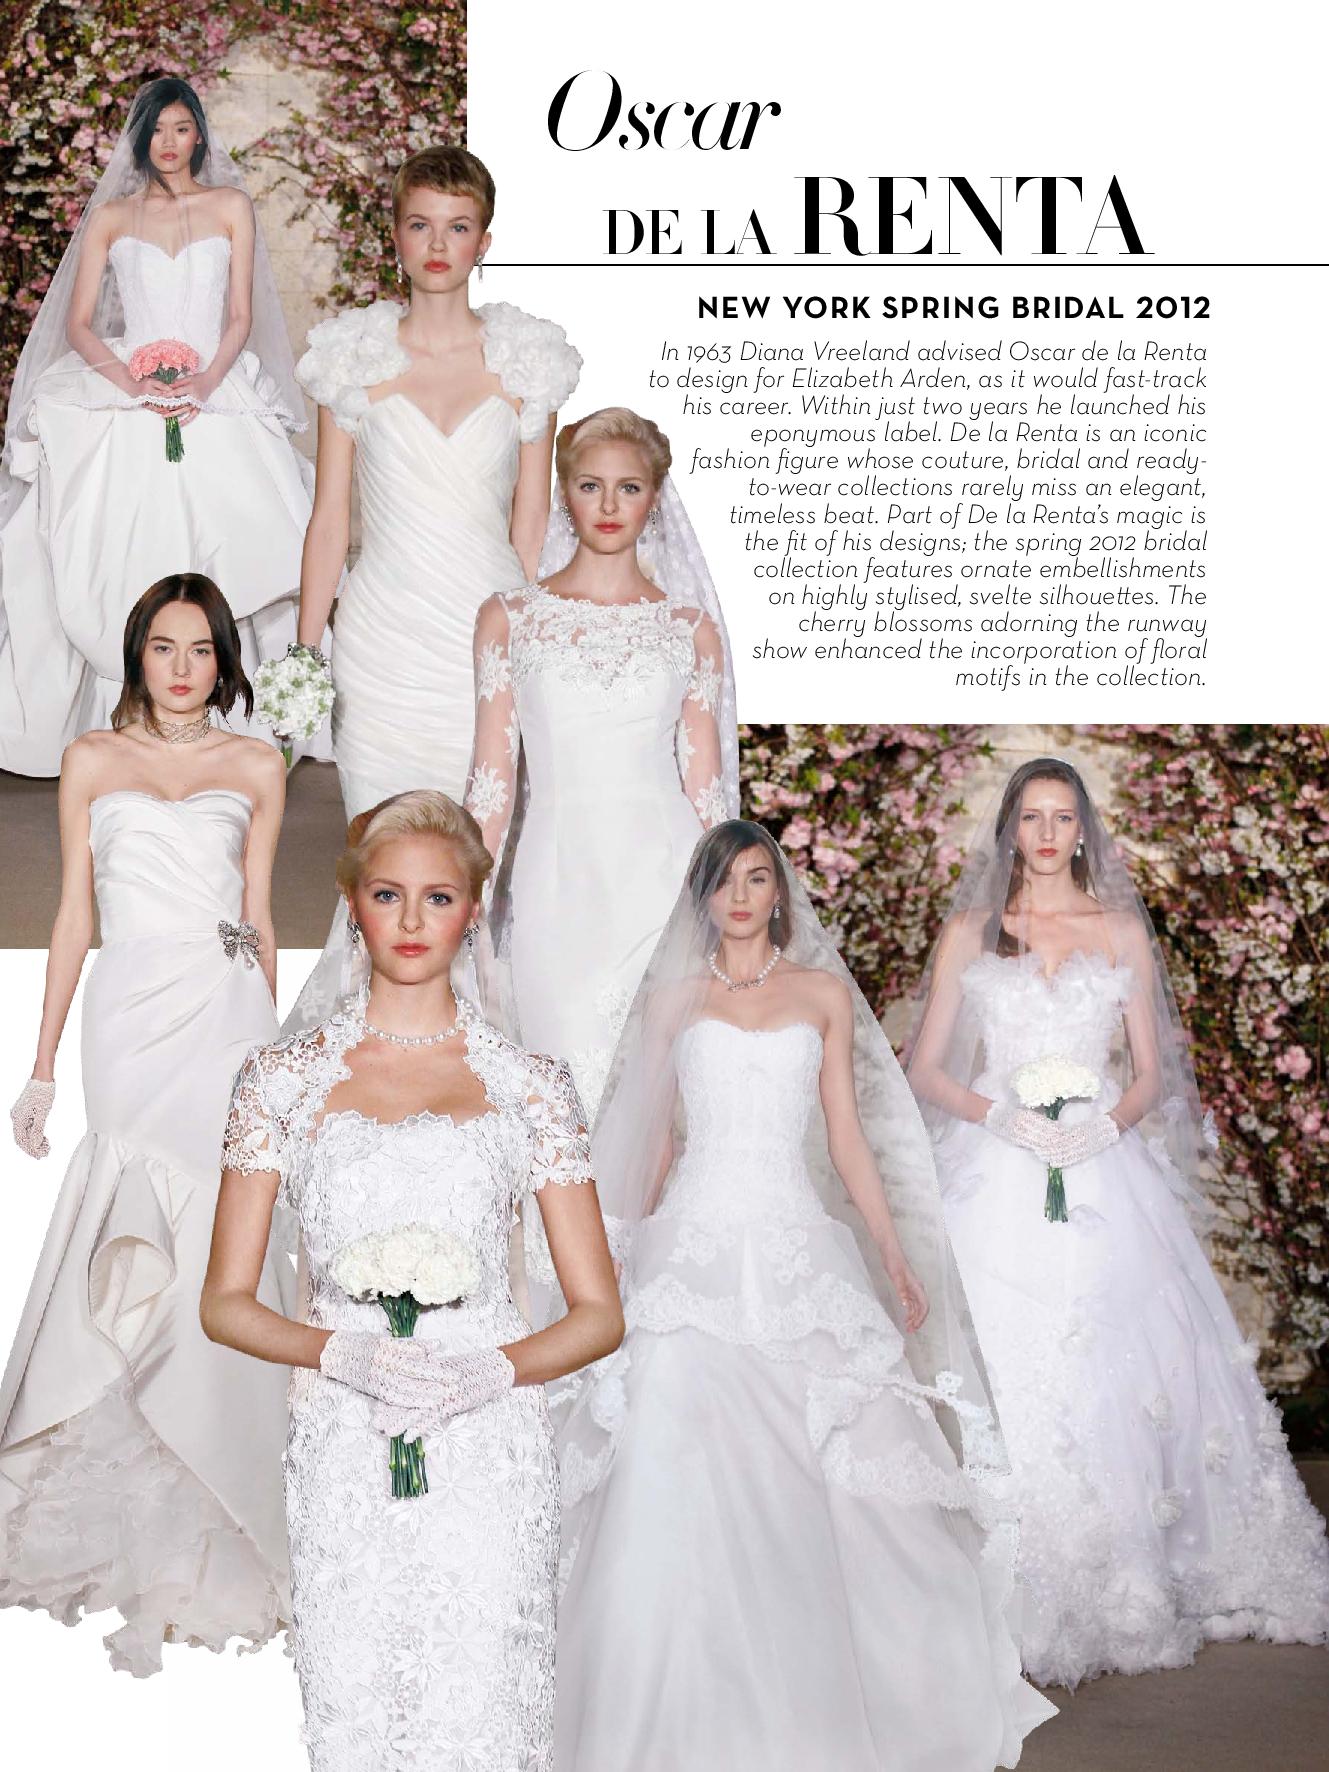 Oscar
DE LA RENTA
NEW YORK SPRING BRIDAL 2012
In 1963 Diana Vreeland advised Oscar de la Renta
to design for Elizabeth Arden, as it would fast-track
his career. Within just two years he launched his
eponymous label. De la Renta is an iconic
fashion figure whose couture, bridal and ready-
to-wear collections rarely miss an elegant,
timeless beat. Part of De la Renta's magic is
the fit of his designs; the spring 2012 bridal
collection features ornate embellishments
on highly stylised, svelte silhouettes. The
cherry blossoms adorning the runway
show enhanced the incorporation of floral
motifs in the collection.